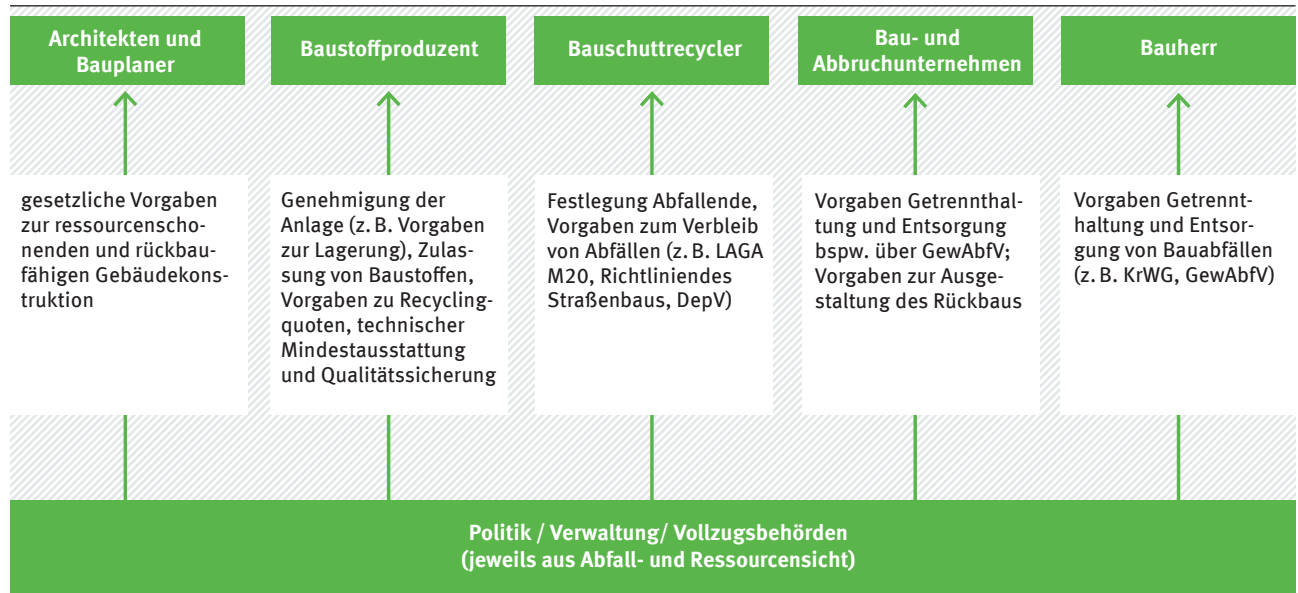 Architekten und
Bauplaner
Baustoffproduzent
Bauschuttrecycler
Bau- und
Abbruchunternehmen
Bauherr
gesetzliche Vorgaben
zur ressourcenscho-
nenden und rückbau-
fähigen Gebäudekons-
truktion
Genehmigung der
Anlage (z. B. Vorgaben
zur Lagerung), Zulas-
sung von Baustoffen,
Vorgaben zu Recycling-
quoten, technischer
Mindestausstattung
und Qualitätssicherung
Festlegung Abfallende,
Vorgaben zum Verbleib
von Abfällen (z. B. LAGA
M20, Richtliniendes
Straßenbaus, DepV)
Vorgaben Getrennthal-
tung und Entsorgung
bspw. über GewAbfV;
Vorgaben zur Ausge-
staltung des Rückbaus
Vorgaben Getrennt-
haltung und Entsor-
gung von Bauabfällen
(z. B. KrWG, GewAbfV)
Politik / Verwaltung/ Vollzugsbehörden
(jeweils aus Abfall- und Ressourcensicht)